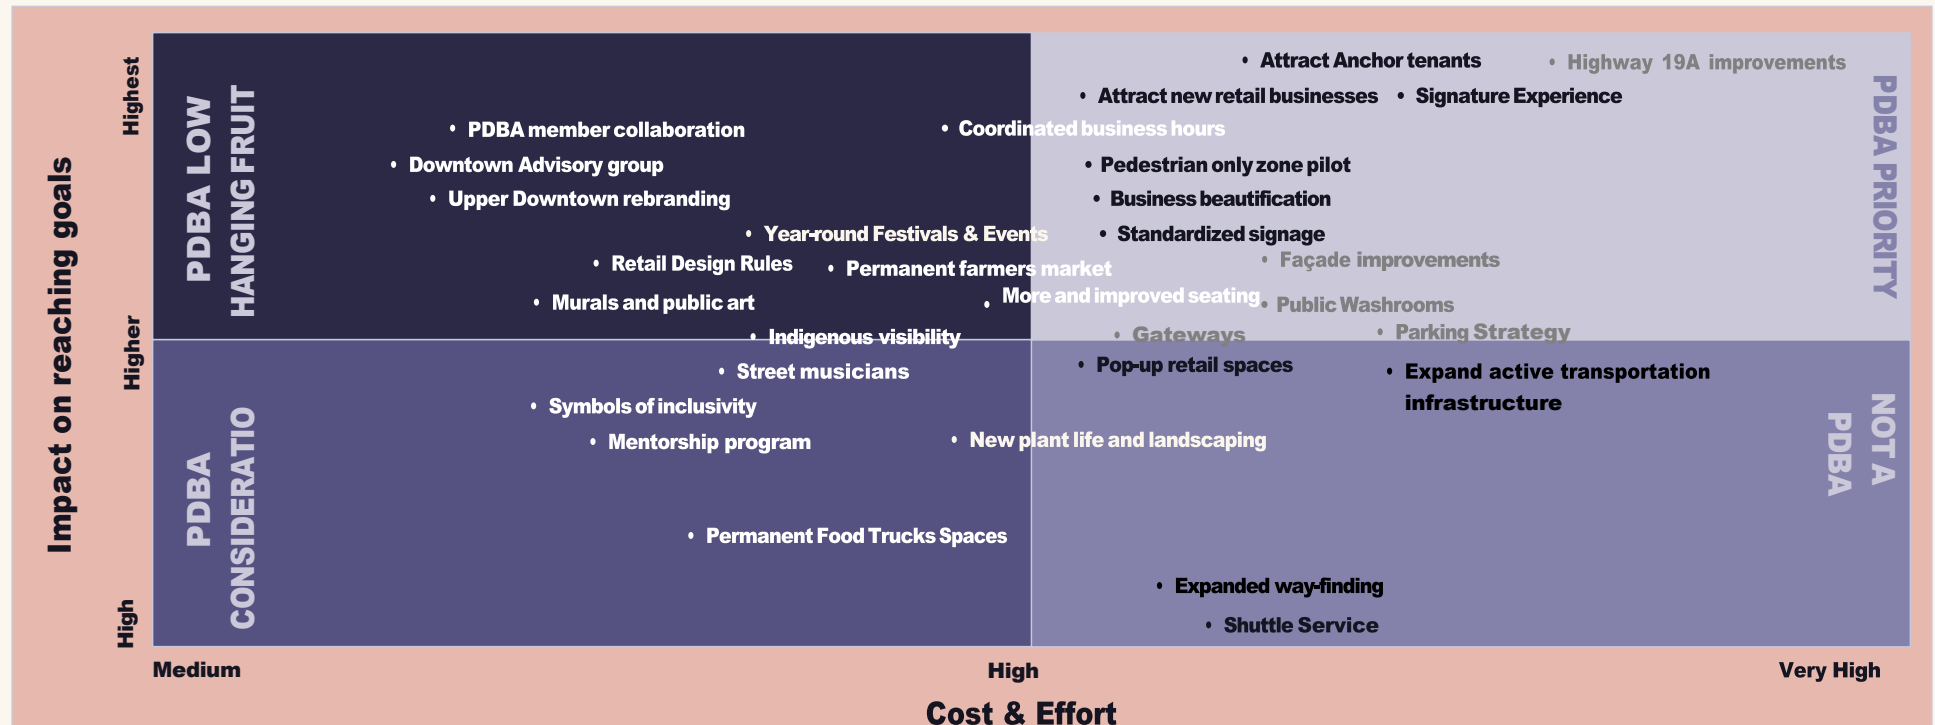 Highest
Higher
High
Impact on reaching goals
PDBA LOW
HANGING FRUIT
PDBA PRIORITY
PDBA
CONSIDERATIO
NOT A
PDBA
• Attract Anchor tenants
• Highway 19A improvements
• Attract new retail businesses
• Signature Experience
• PDBA member collaboration
• Coordinated business hours
• Downtown Advisory group
• Pedestrian only zone pilot
• Upper Downtown rebranding
• Business beautification
• Year-round Festivals & Events
• Standardized signage
• Retail Design Rules
• Permanent farmers market
• Façade improvements
• Murals and public art
• More and improved seating
• Public Washrooms
• Indigenous visibility
• Gateways
• Parking Strategy
• Street musicians
• Pop-up retail spaces
• Expand active transportation
infrastructure
• Symbols of inclusivity
• Mentorship program
• New plant life and landscaping
• Permanent Food Trucks Spaces
• Expanded way-finding
• Shuttle Service
Medium
High
Very High
Cost & Effort